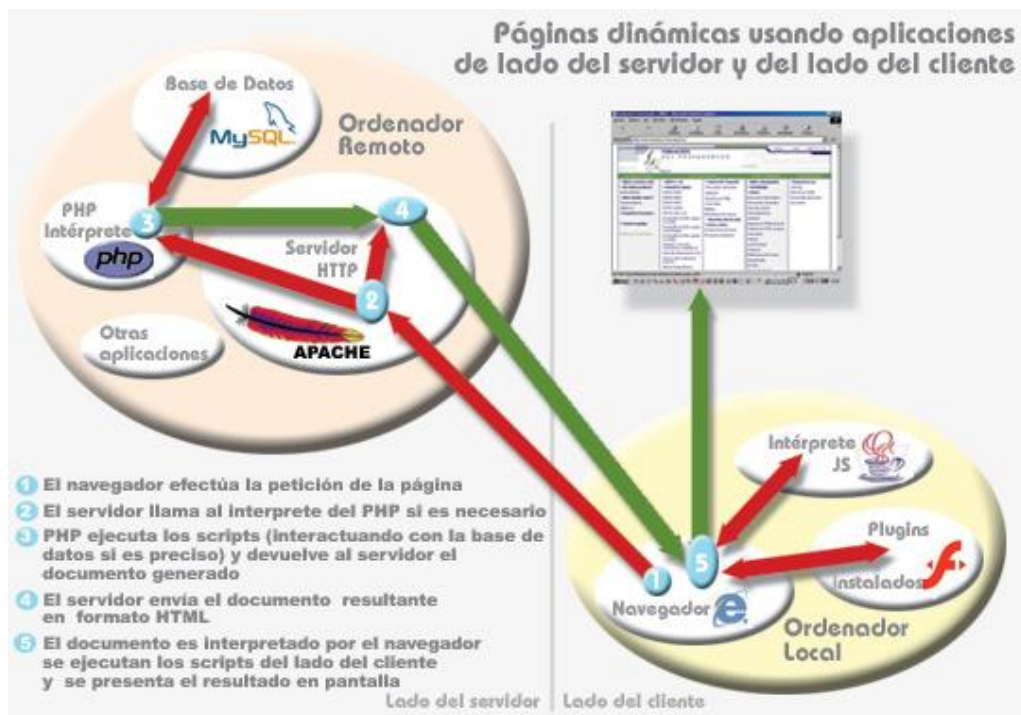 Páginas dinámicas usando aplicaciones
de lado del servidor y del lado del cliente
Base de Datos
MySQL
Ordenador
Remoto
PHP
Intérprete
3
php
4
Servidor
HTTP
2
APACHE
Otras
aplicaciones
1 El navegador efectúa la petición de la página
2 El servidor llama al interprete del PHP si es necesario
3 PHP ejecuta los scripts (interactuando con la base de
datos si es preciso) y devuelve al servidor el
documento generado
4 El servidor envía el documento resultante
en formato HTML
5 El documento es interpretado por el navegador
se ejecutan los scripts del lado del cliente
y se presenta el resultado en pantalla
Intérprete
JS
Plugins
Instalados
5
1
Navegador
Ordenador
Local
Lado del servidor
Lado del cliente